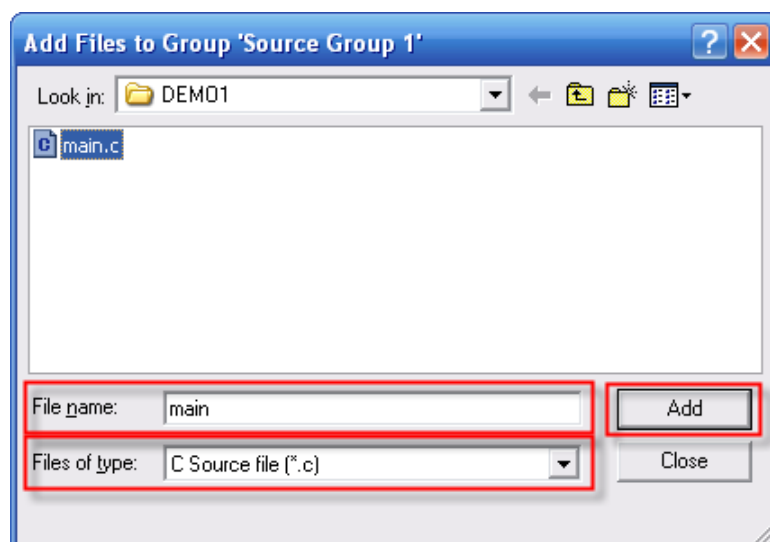 Add Files to Group 'Source Group 1'
Look in: DEMO1
main.c
File name: main
Add
Files of type: C Source file (*.c)
Close